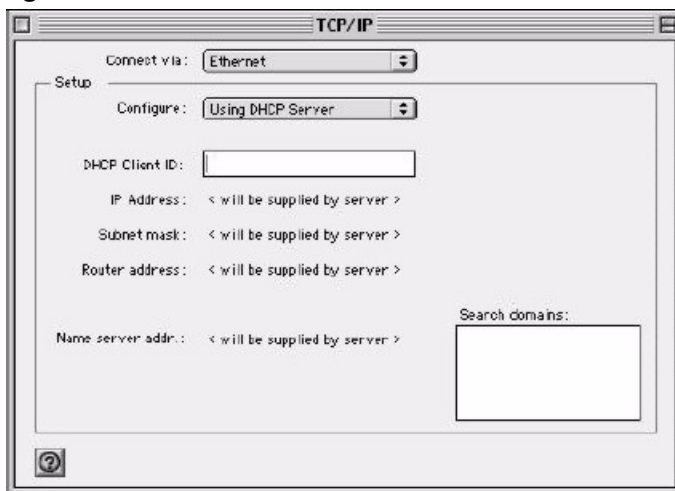 TCP/IP
Connect via: Ethernet
Setup
Configure: Using DHCP Server
DHCP Client ID:
IP Address: < will be supplied by server >
Subnet mask: < will be supplied by server >
Router address: < will be supplied by server >
Search domains:
Name server addr.: < will be supplied by server >
?